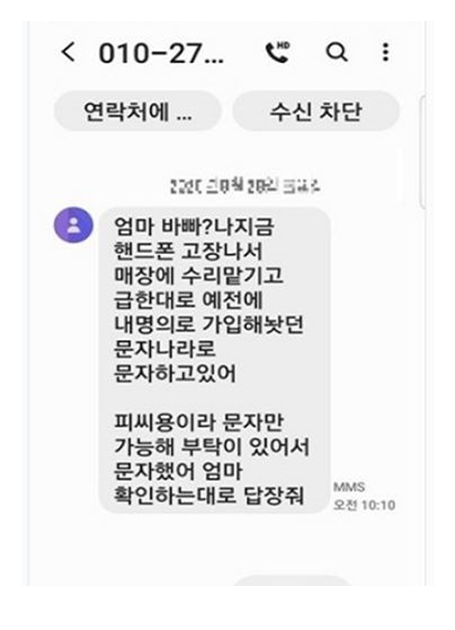 010-27...
HD
연락처에 ...
수신 차단
엄마 바빠?나지금
핸드폰 고장나서
매장에 수리맡기고
급한대로 예전에
내명의로 가입해놧던
문자나라로
문자하고있어
피씨용이라 문자만
가능해 부탁이 있어서
문자했어 엄마
확인하는대로 답장줘
MMS
오전 10:10